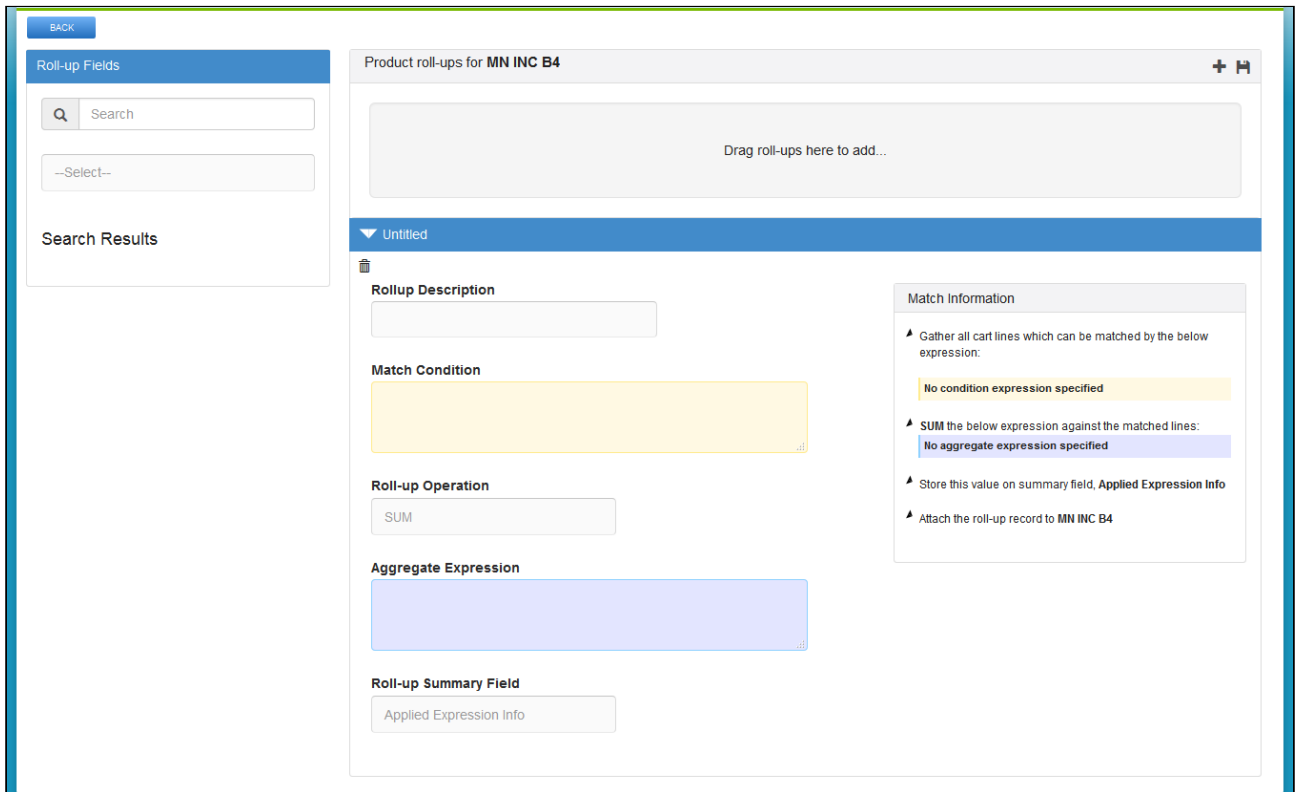 BACK
Roll-up Fields
Search
--Select--
Search Results
Product roll-ups for MN INC B4
Drag roll-ups here to add...
Untitled
Rollup Description
Match Condition
Roll-up Operation
SUM
Aggregate Expression
Roll-up Summary Field
Applied Expression Info
Match Information
Gather all cart lines which can be matched by the below
expression:
No condition expression specified
SUM the below expression against the matched lines:
No aggregate expression specified
Store this value on summary field, Applied Expression Info
Attach the roll-up record to MN INC B4